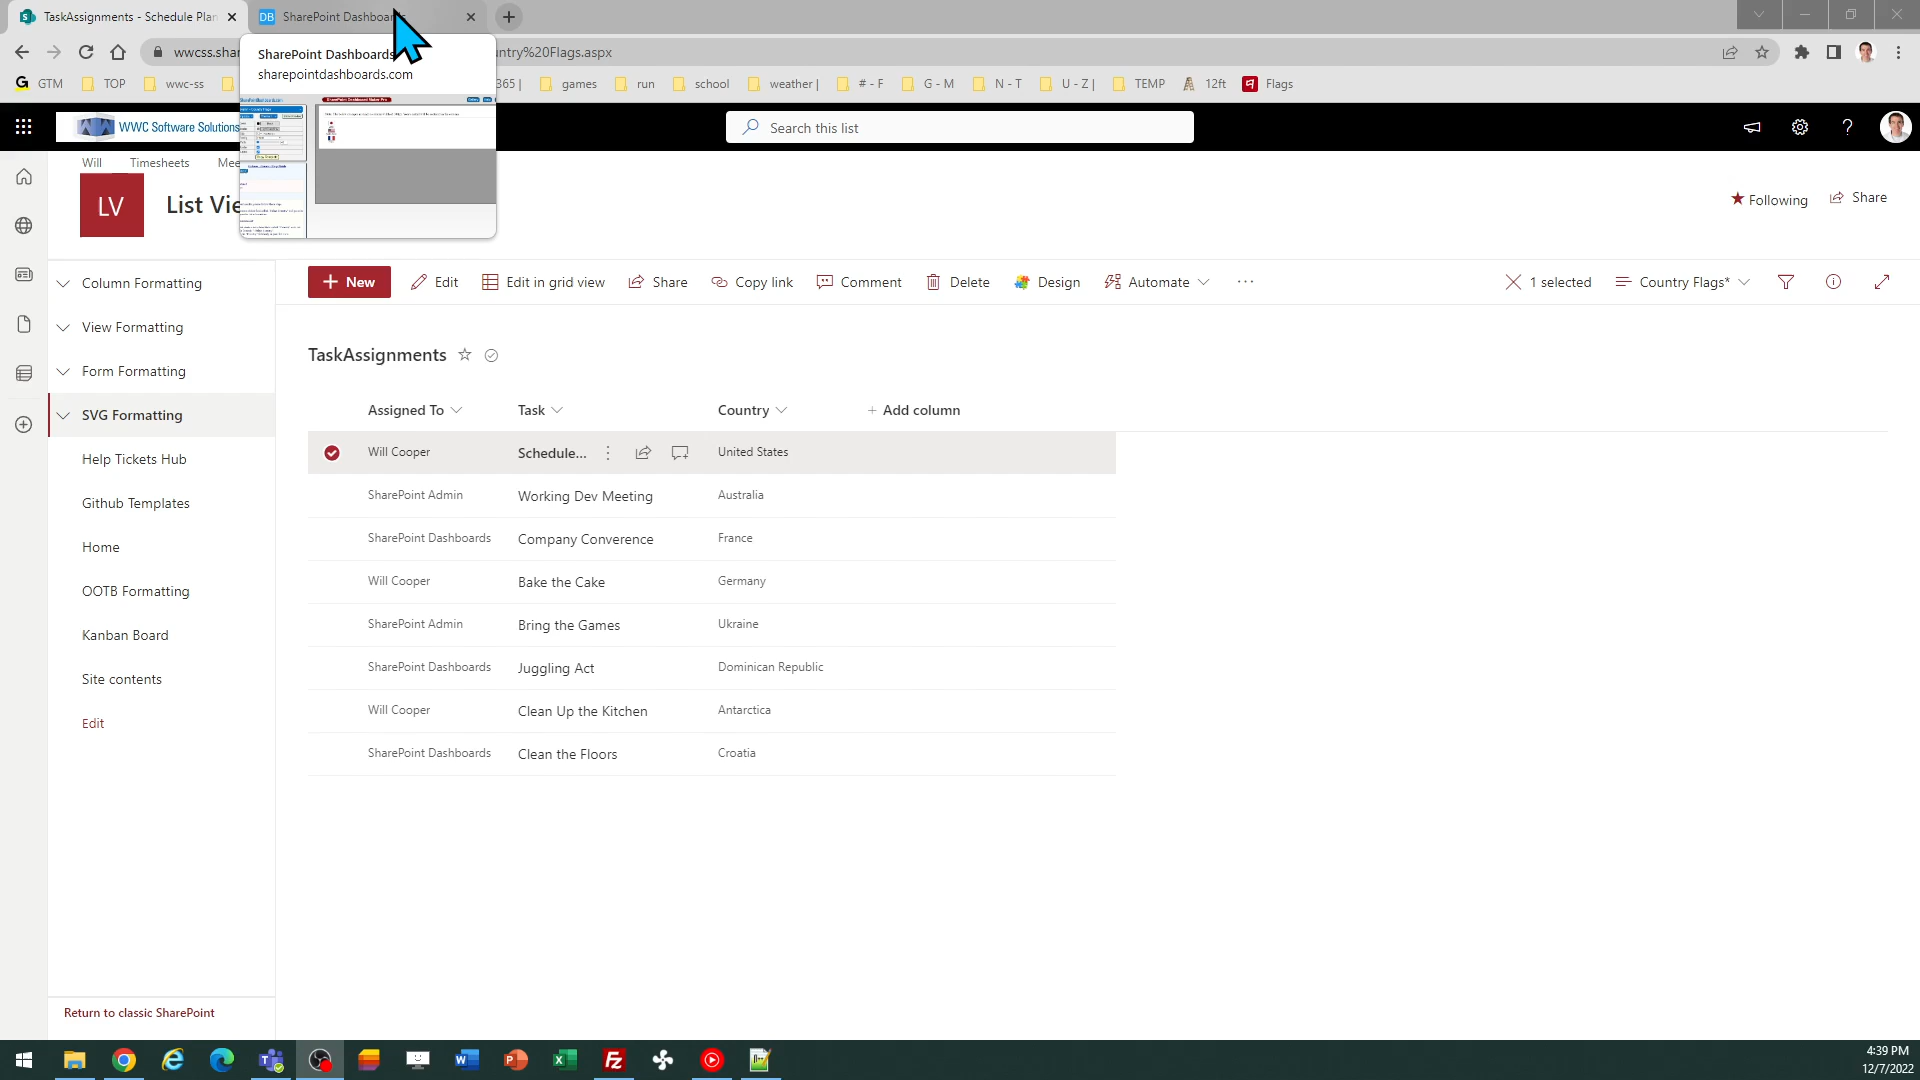 TaskAssignments - Schedule Plan
DB SharePoint Dashboar
wwcss.shar
untry%20Flags.aspx
SharePoint Dashboards
sharepointdashboards.com
G GTM TOP wwc-ss 365 | games run school weather | # - F G - M N - T U - Z | TEMP 12ft Flags
WWC Software Solutions
Search this list
Will Timesheets Mee
SharePoint Dashboard Maker Pro
LV List Vie
Following Share
Column Formatting
View Formatting
Form Formatting
SVG Formatting
Help Tickets Hub
Github Templates
Home
OOTB Formatting
Kanban Board
Site contents
Edit
Return to classic SharePoint
+ New Edit Edit in grid view Share Copy link Comment Delete Design Automate ··· 1 selected Country Flags*
TaskAssignments
Assigned To Task Country + Add column
Will Cooper Schedule... United States
SharePoint Admin Working Dev Meeting Australia
SharePoint Dashboards Company Converence France
Will Cooper Bake the Cake Germany
SharePoint Admin Bring the Games Ukraine
SharePoint Dashboards Juggling Act Dominican Republic
Will Cooper Clean Up the Kitchen Antarctica
SharePoint Dashboards Clean the Floors Croatia
4:39 PM
12/7/2022